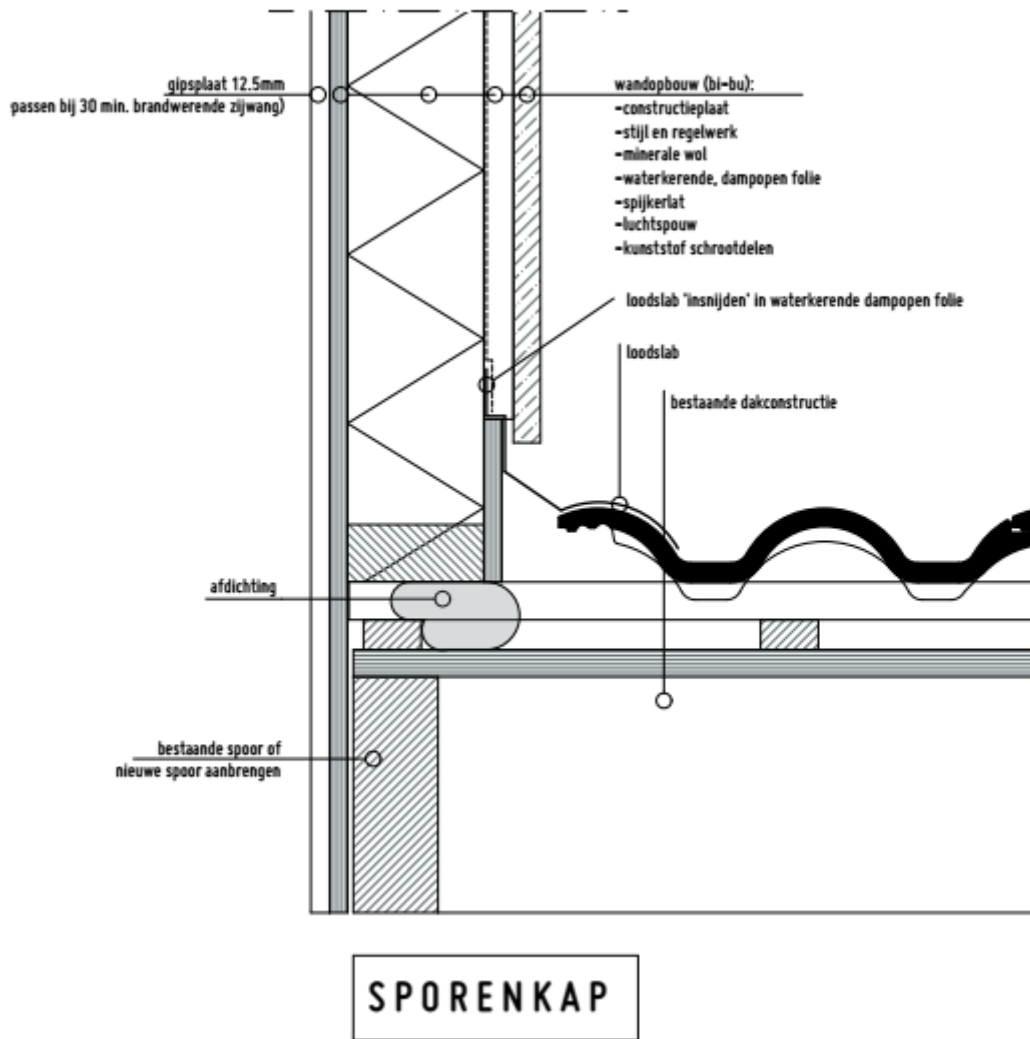 gipsplaat 12.5mm
passen bij 30 min. brandwerende zijwang)
wandopbouw (bi-bu):
-constructieplaat
-stijl en regelwerk
-minerale wol
-waterkerende, dampopen folie
-spijkerlat
-luchtspouw
-kunststof schrootdelen
loodslab 'insnijden' in waterkerende dampopen folie
loodslab
bestaande dakconstructie
afdichting
bestaande spoor of
nieuwe spoor aanbrengen
SPORENKAP